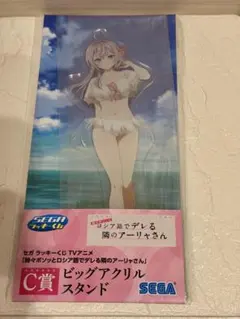 SEGA
ラッキーくじ
時々ボソッと
ロシア語でデレる
隣のアーリャさん
セガ ラッキーくじ TVアニメ
「時々ボソッとロシア語でデレる隣のアーリャさん」
C賞
ビッグアクリル
スタンド
SEGA